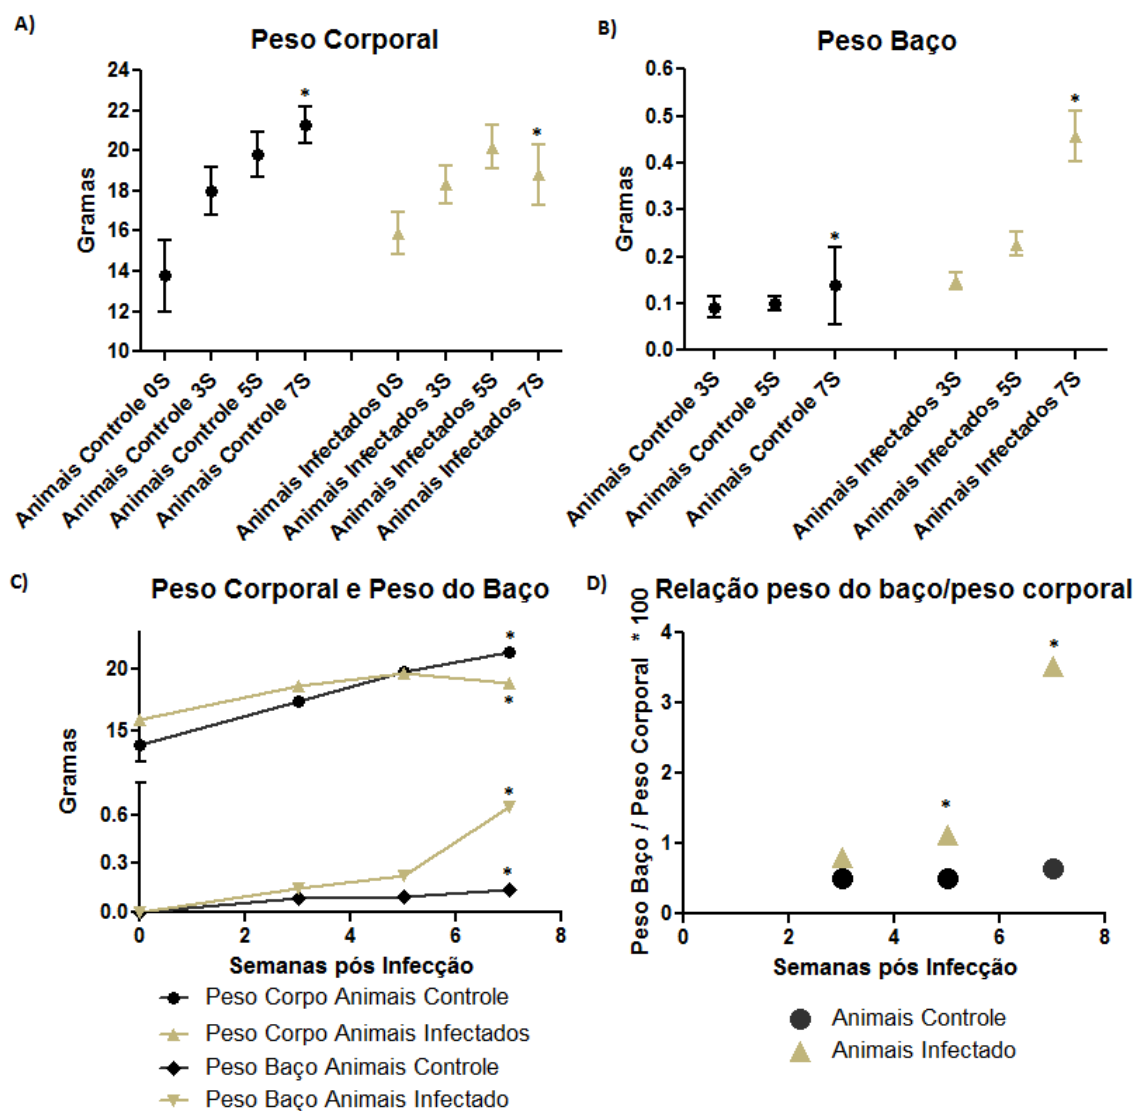 A)
Peso Corporal
24
22
20
18
16
14
12
10
Gramas
*
*
Animais Controle 0S
Animais Controle 3S
Animais Controle 5S
Animais Controle 7S
Animais Infectados 0S
Animais Infectados 3S
Animais Infectados 5S
Animais Infectados 7S
B)
Peso Baço
0.6
0.5
0.4
0.3
0.2
0.1
0.0
Gramas
*
*
Animais Controle 3S
Animais Controle 5S
Animais Controle 7S
Animais Infectados 3S
Animais Infectados 5S
Animais Infectados 7S
C)
Peso Corporal e Peso do Baço
20
15
0.6
0.3
0.0
Gramas
*
*
*
*
0 2 4 6 8
Semanas pós Infecção
Peso Corpo Animais Controle
Peso Corpo Animais Infectados
Peso Baço Animais Controle
Peso Baço Animais Infectado
D)
Relação peso do baço/peso corporal
Peso Baço / Peso Corporal * 100
4
3
2
1
0
*
*
0 2 4 6 8
Semanas pós Infecção
Animais Controle
Animais Infectado